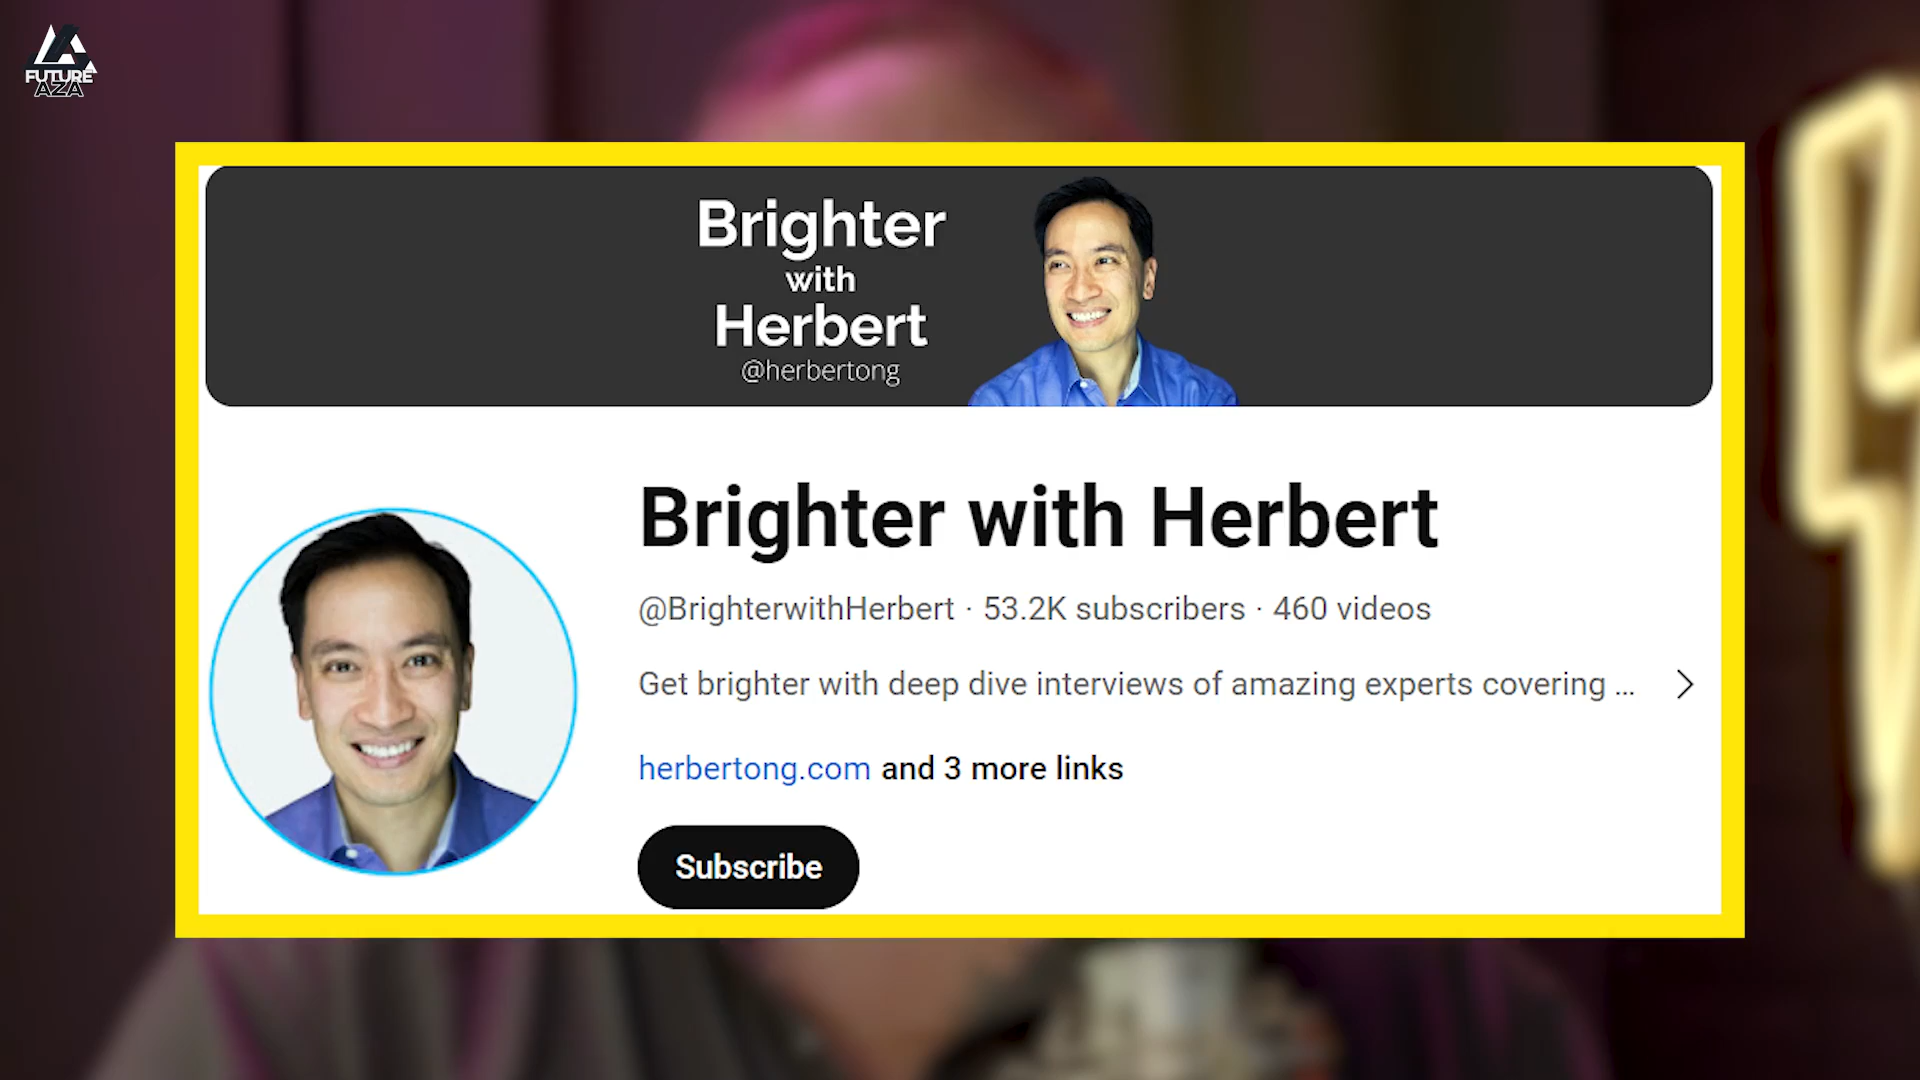 FUTURE
AZA
Brighter
with
Herbert
@herbertong
Brighter with Herbert
@BrighterwithHerbert · 53.2K subscribers · 460 videos
Get brighter with deep dive interviews of amazing experts covering ...
herbertong.com and 3 more links
Subscribe